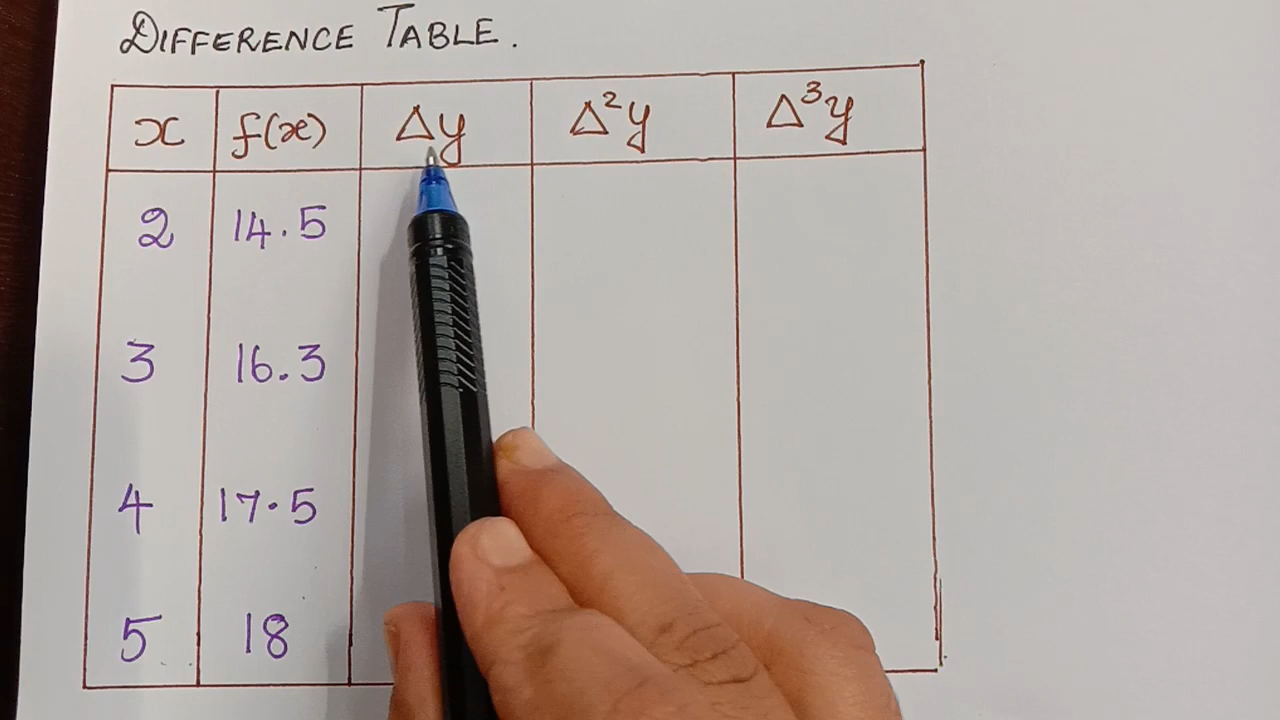 DIFFERENCE TABLE.
x f(x) Δy Δ²y Δ³y
2 14.5
3 16.3
4 17.5
5 18